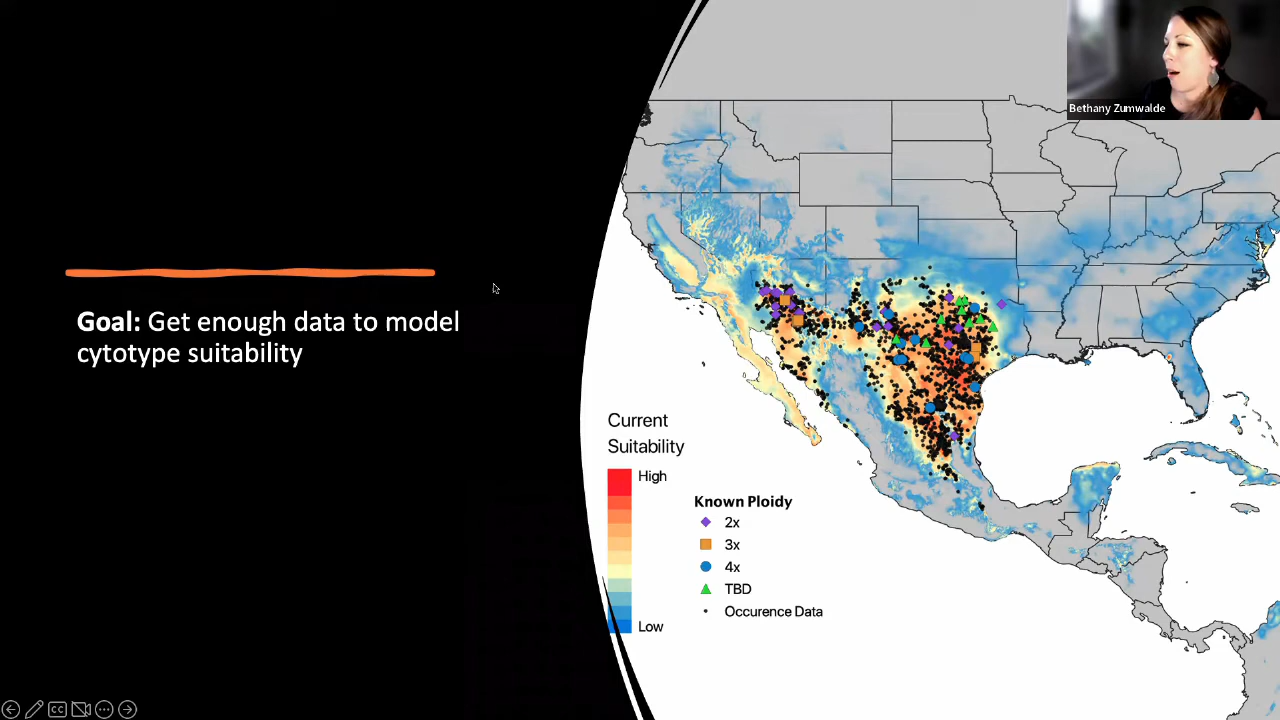 Bethany Zumwalde
Goal: Get enough data to model
cytotype suitability
Current
Suitability
High
Low
Known Ploidy
2x
3x
4x
TBD
Occurence Data
CC